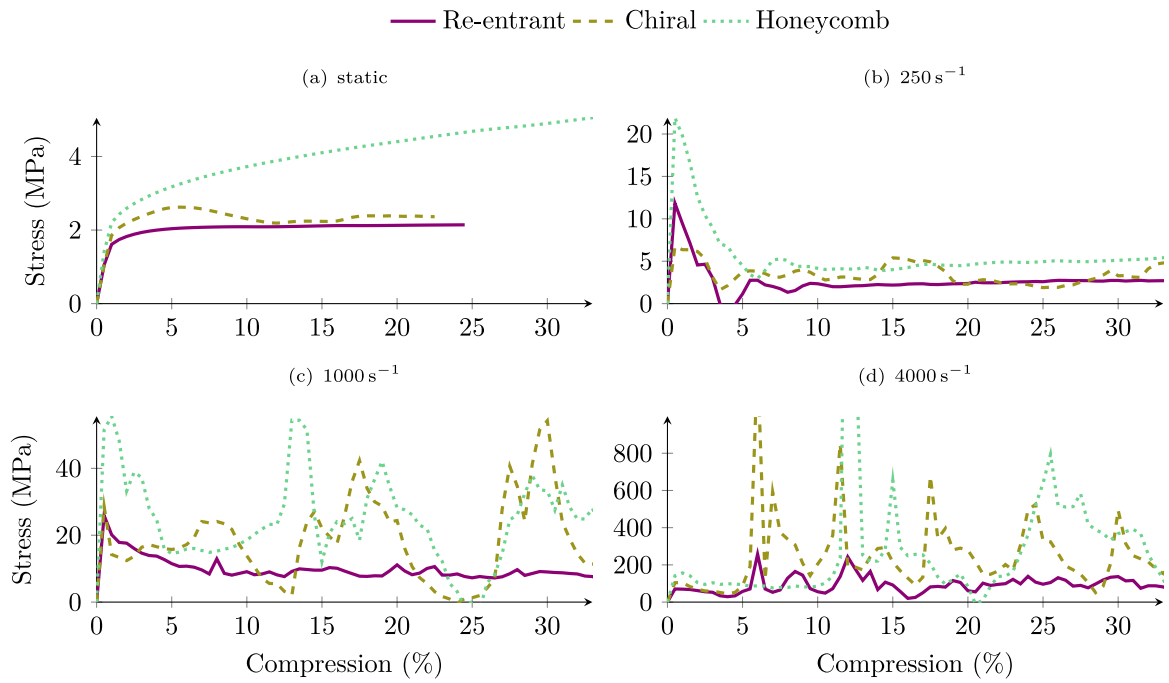 Re-entrant Chiral Honeycomb
(a) static
(b) 250 s⁻¹
Stress (MPa)
0 2 4
0 5 10 15 20 25 30
0 5 10 15 20
0 5 10 15 20 25 30
(c) 1000 s⁻¹
(d) 4000 s⁻¹
Stress (MPa)
0 20 40
0 5 10 15 20 25 30
Compression (%)
0 200 400 600 800
0 5 10 15 20 25 30
Compression (%)